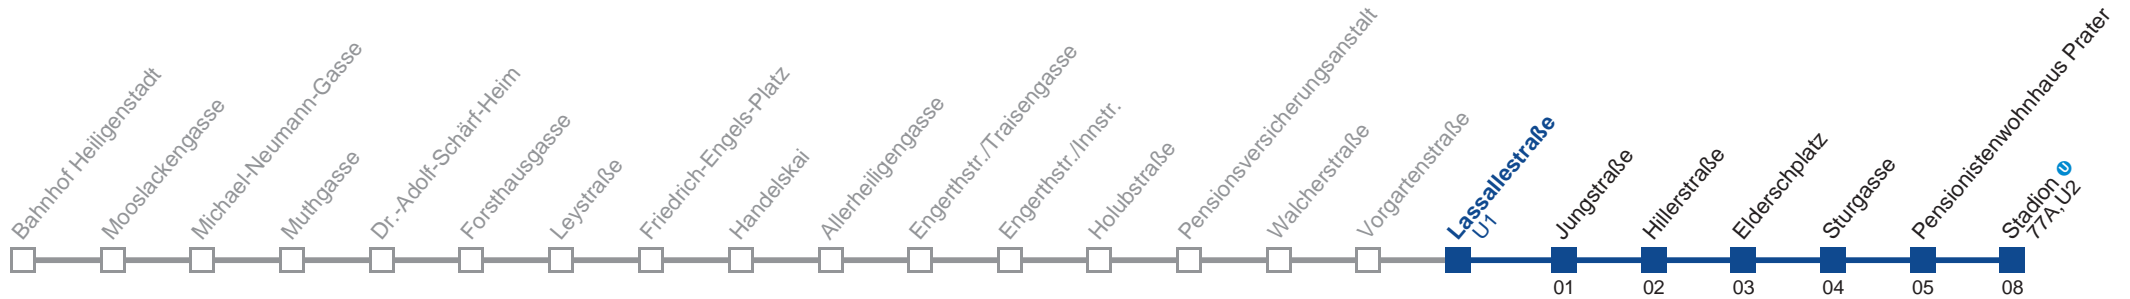 Bahnhof Heiligenstadt
Mooslackengasse
Michael-Neumann-Gasse
Muthgasse
Dr.-Adolf-Schärf-Heim
Forsthausgasse
Leystraße
Friedrich-Engels-Platz
Handelskai
Allerheiligengasse
Engerthstr./Traisengasse
Engerthstr./Innstr.
Holubstraße
Pensionsversicherungsanstalt
Walcherstraße
Vorgartenstraße
Lassallestraße
U1
Jungstraße
Hillerstraße
Elderschplatz
Sturgasse
Pensionistenwohnhaus Prater
Stadion U
77A,U2
01 02 03 04 05 08